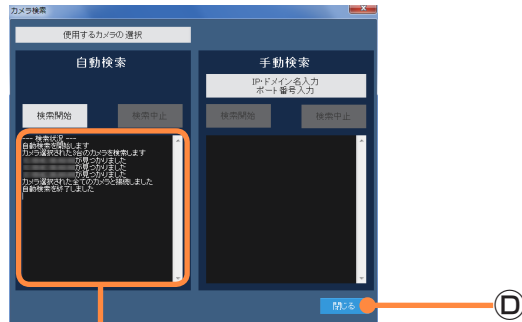 カメラ検索
使用するカメラの選択
自動検索
手動検索
IP・ドメイン名入力
ポート番号入力
検索開始
検索中止
検索開始
検索中止
--- 検索状況 ---
自動検索を開始します
カメラ選択された3台のカメラを検索します
が見つかりました
が見つかりました
が見つかりました
カメラ選択された全てのカメラと接続しました
自動検索を終了しました
閉じる
D